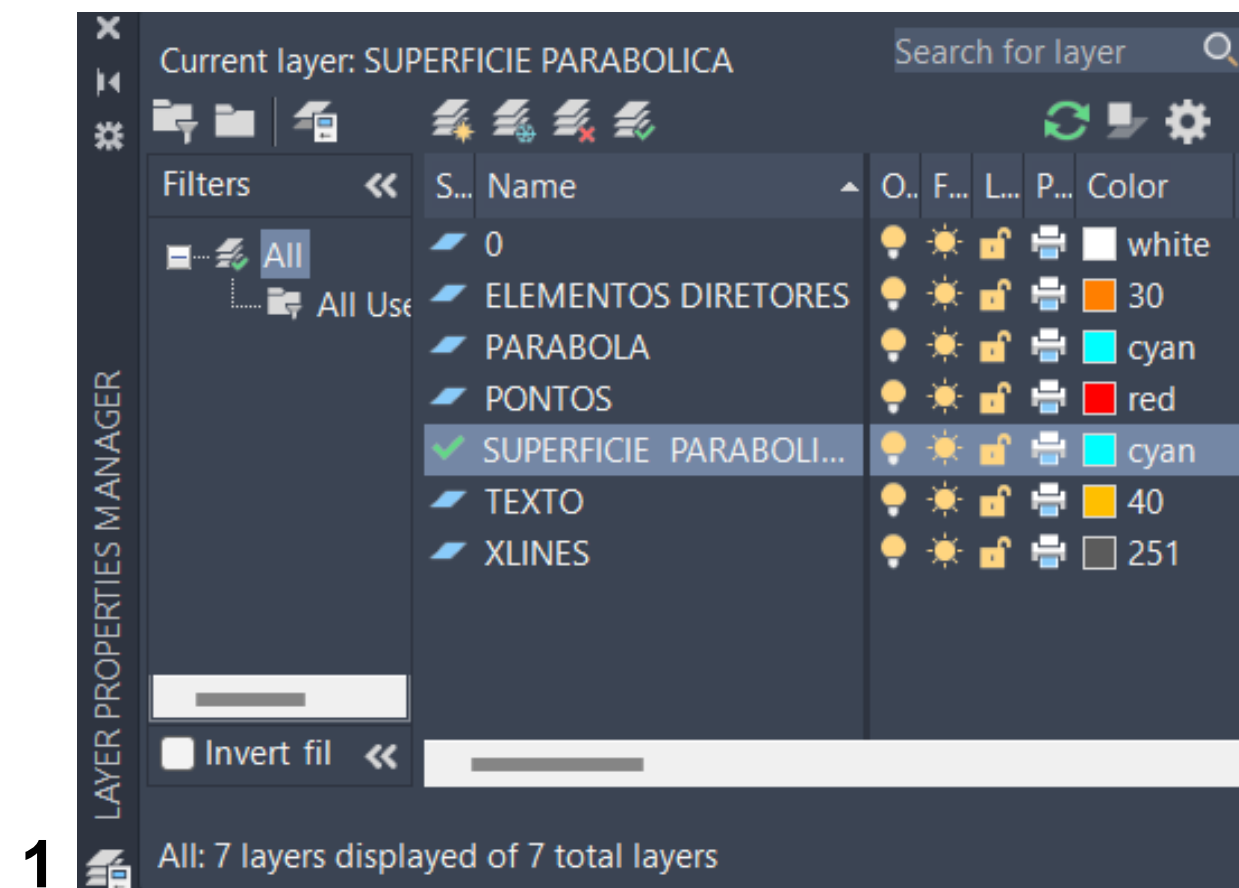 Current layer: SUPERFICIE PARABOLICA
Search for layer
Filters
S... Name O.. F... L... P... Color
All
All Use
0 white
ELEMENTOS DIRETORES 30
PARABOLA cyan
PONTOS red
SUPERFICIE PARABOLI... cyan
TEXTO 40
XLINES 251
Invert fil
All: 7 layers displayed of 7 total layers
LAYER PROPERTIES MANAGER
1